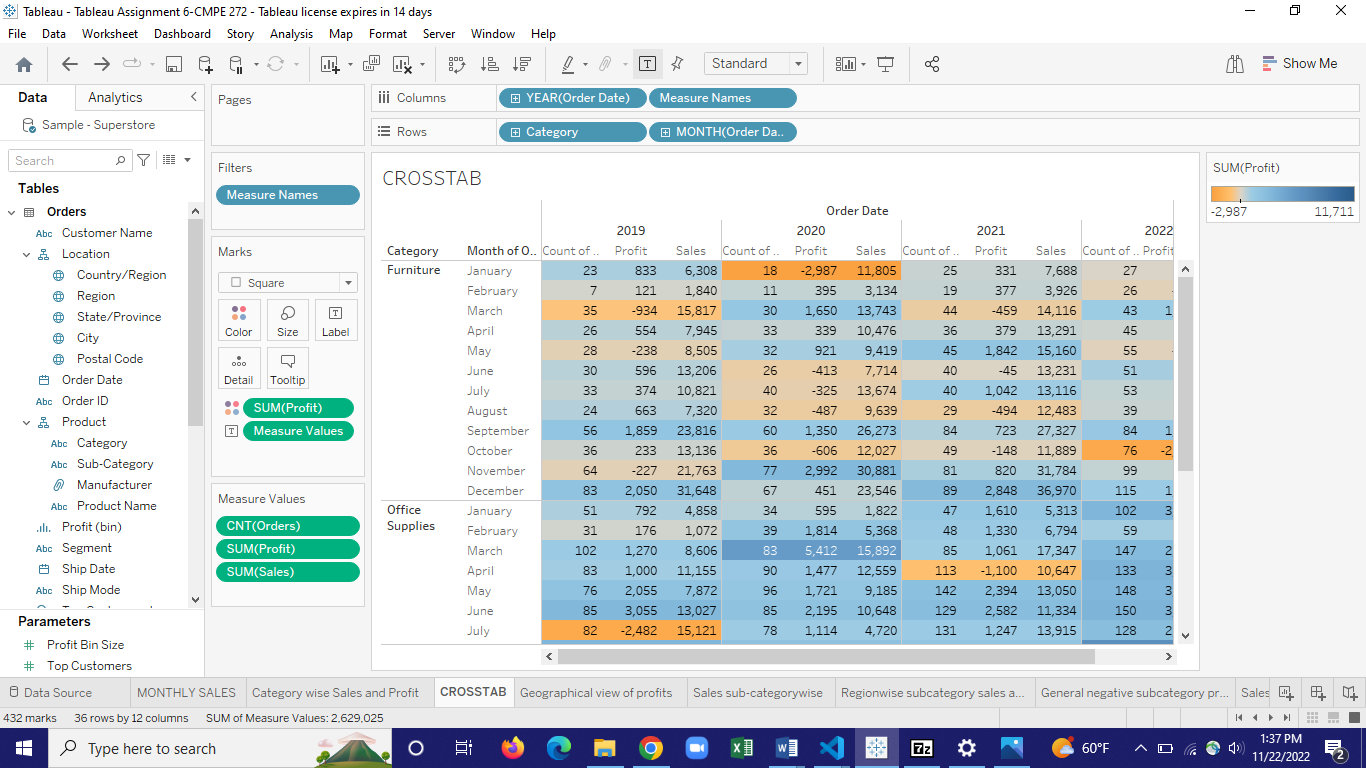 Tableau - Tableau Assignment 6-CMPE 272 - Tableau license expires in 14 days
File Data Worksheet Dashboard Story Analysis Map Format Server Window Help
Standard
Show Me
Data Analytics
Sample - Superstore
Search
Tables
Orders
Abc Customer Name
Location
Country/Region
Region
State/Province
City
Postal Code
Order Date
Abc Order ID
Product
Abc Category
Abc Sub-Category
Manufacturer
Abc Product Name
Profit (bin)
Abc Segment
Ship Date
Abc Ship Mode
Parameters
Profit Bin Size
Top Customers
Pages
Filters
Measure Names
Marks
Square
Color Size Label
Detail Tooltip
SUM(Profit)
Measure Values
Measure Values
CNT(Orders)
SUM(Profit)
SUM(Sales)
Columns YEAR(Order Date) Measure Names
Rows Category MONTH(Order Da..
CROSSTAB
Order Date
2019 2020 2021 2022
Category Month of O.. Count of .. Profit Sales Count of .. Profit Sales Count of .. Profit Sales Count of .. Profit
Furniture January 23 833 6,308 18 -2,987 11,805 25 331 7,688 27
February 7 121 1,840 11 395 3,134 19 377 3,926 26
March 35 -934 15,817 30 1,650 13,743 44 -459 14,116 43 1
April 26 554 7,945 33 339 10,476 36 379 13,291 45
May 28 -238 8,505 32 921 9,419 45 1,842 15,160 55
June 30 596 13,206 26 -413 7,714 40 -45 13,231 51
July 33 374 10,821 40 -325 13,674 40 1,042 13,116 53
August 24 663 7,320 32 -487 9,639 29 -494 12,483 39
September 56 1,859 23,816 60 1,350 26,273 84 723 27,327 84 1
October 36 233 13,136 36 -606 12,027 49 -148 11,889 76 -2
November 64 -227 21,763 77 2,992 30,881 81 820 31,784 99
December 83 2,050 31,648 67 451 23,546 89 2,848 36,970 115 1
Office Supplies January 51 792 4,858 34 595 1,822 47 1,610 5,313 102 3
February 31 176 1,072 39 1,814 5,368 48 1,330 6,794 59
March 102 1,270 8,606 83 5,412 15,892 85 1,061 17,347 147 2
April 83 1,000 11,155 90 1,477 12,559 113 -1,100 10,647 133 3
May 76 2,055 7,872 96 1,721 9,185 142 2,394 13,050 148 3
June 85 3,055 13,027 85 2,195 10,648 129 2,582 11,334 150 3
July 82 -2,482 15,121 78 1,114 4,720 131 1,247 13,915 128 2
SUM(Profit)
-2,987 11,711
Data Source MONTHLY SALES Category wise Sales and Profit CROSSTAB Geographical view of profits Sales sub-categorywise Regionwise subcategory sales a... General negative subcategory pr... Sales
432 marks 36 rows by 12 columns SUM of Measure Values: 2,629,025
Type here to search
7z
60°F
1:37 PM
11/22/2022
2